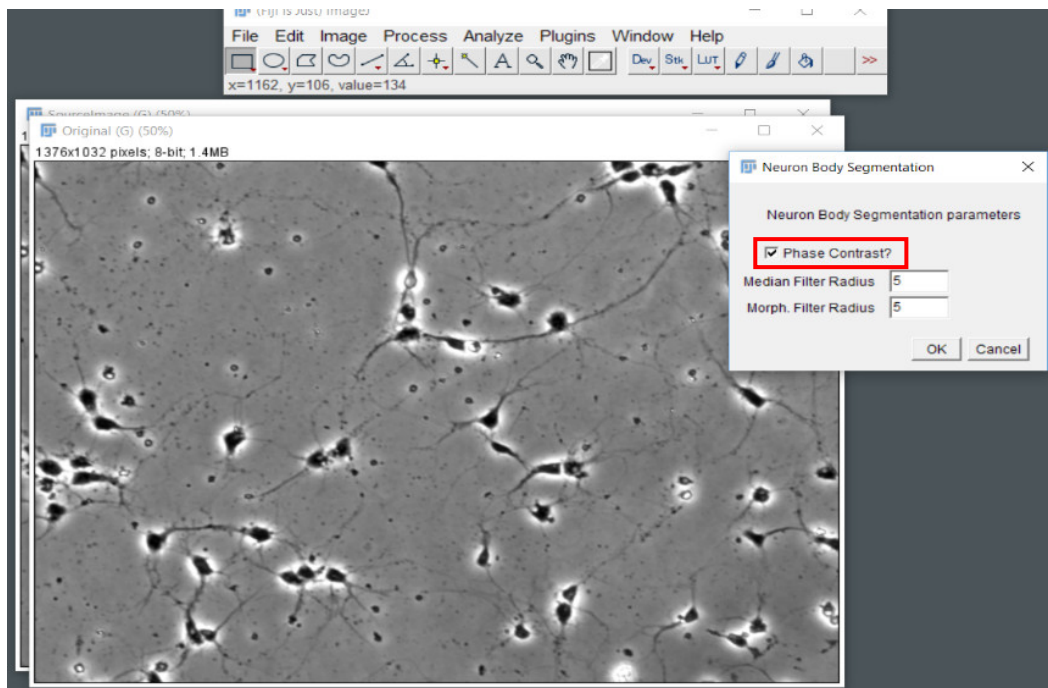 (Fiji Is Just) ImageJ
File Edit Image Process Analyze Plugins Window Help
Dev Stk LUT >>
x=1162, y=106, value=134
SourceImage (G) (50%)
1
Original (G) (50%)
1376x1032 pixels; 8-bit; 1.4MB
Neuron Body Segmentation
Neuron Body Segmentation parameters
Phase Contrast?
Median Filter Radius 5
Morph. Filter Radius 5
OK Cancel